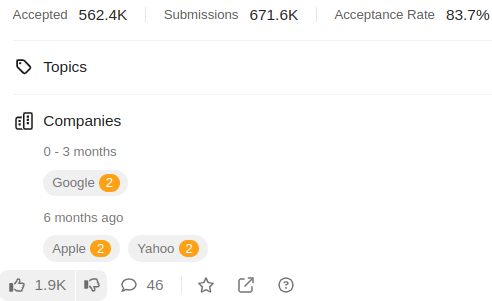 Accepted 562.4K Submissions 671.6K Acceptance Rate 83.7%
Topics
Companies
0 - 3 months
Google 2
6 months ago
Apple 2 Yahoo 2
1.9K 46